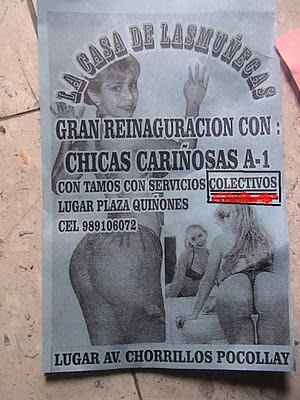 LA CASA DE LASMUÑECAS
GRAN REINAGURACION CON :
CHICAS CARIÑOSAS A-1
CON TAMOS CON SERVICIOS COLECTIVOS
LUGAR PLAZA QUIÑONES
CEL 989106072
LUGAR AV. CHORRILLOS POCOLLAY